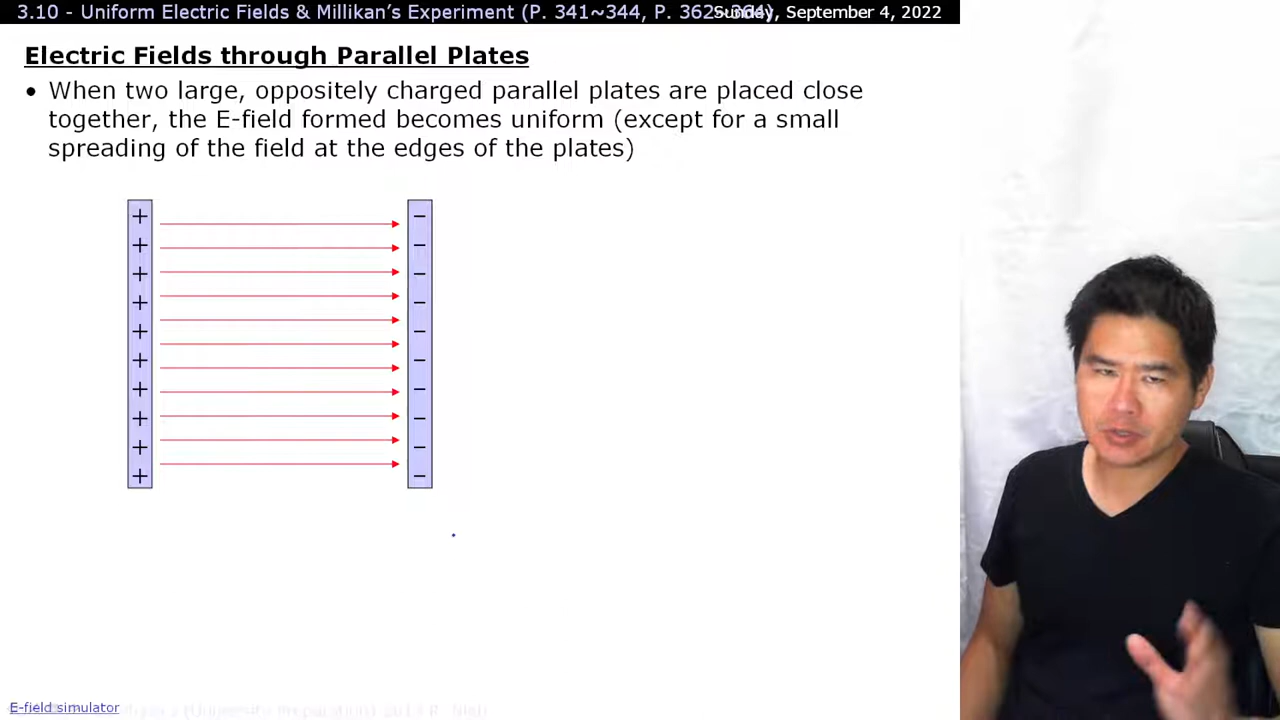 3.10 - Uniform Electric Fields & Millikan's Experiment (P. 341~344, P. 362~364)
Sunday, September 4, 2022
Electric Fields through Parallel Plates
• When two large, oppositely charged parallel plates are placed close
together, the E-field formed becomes uniform (except for a small
spreading of the field at the edges of the plates)
+ −
+ −
+ −
+ −
+ −
+ −
+ −
+ −
+ −
+ −
E-field simulator